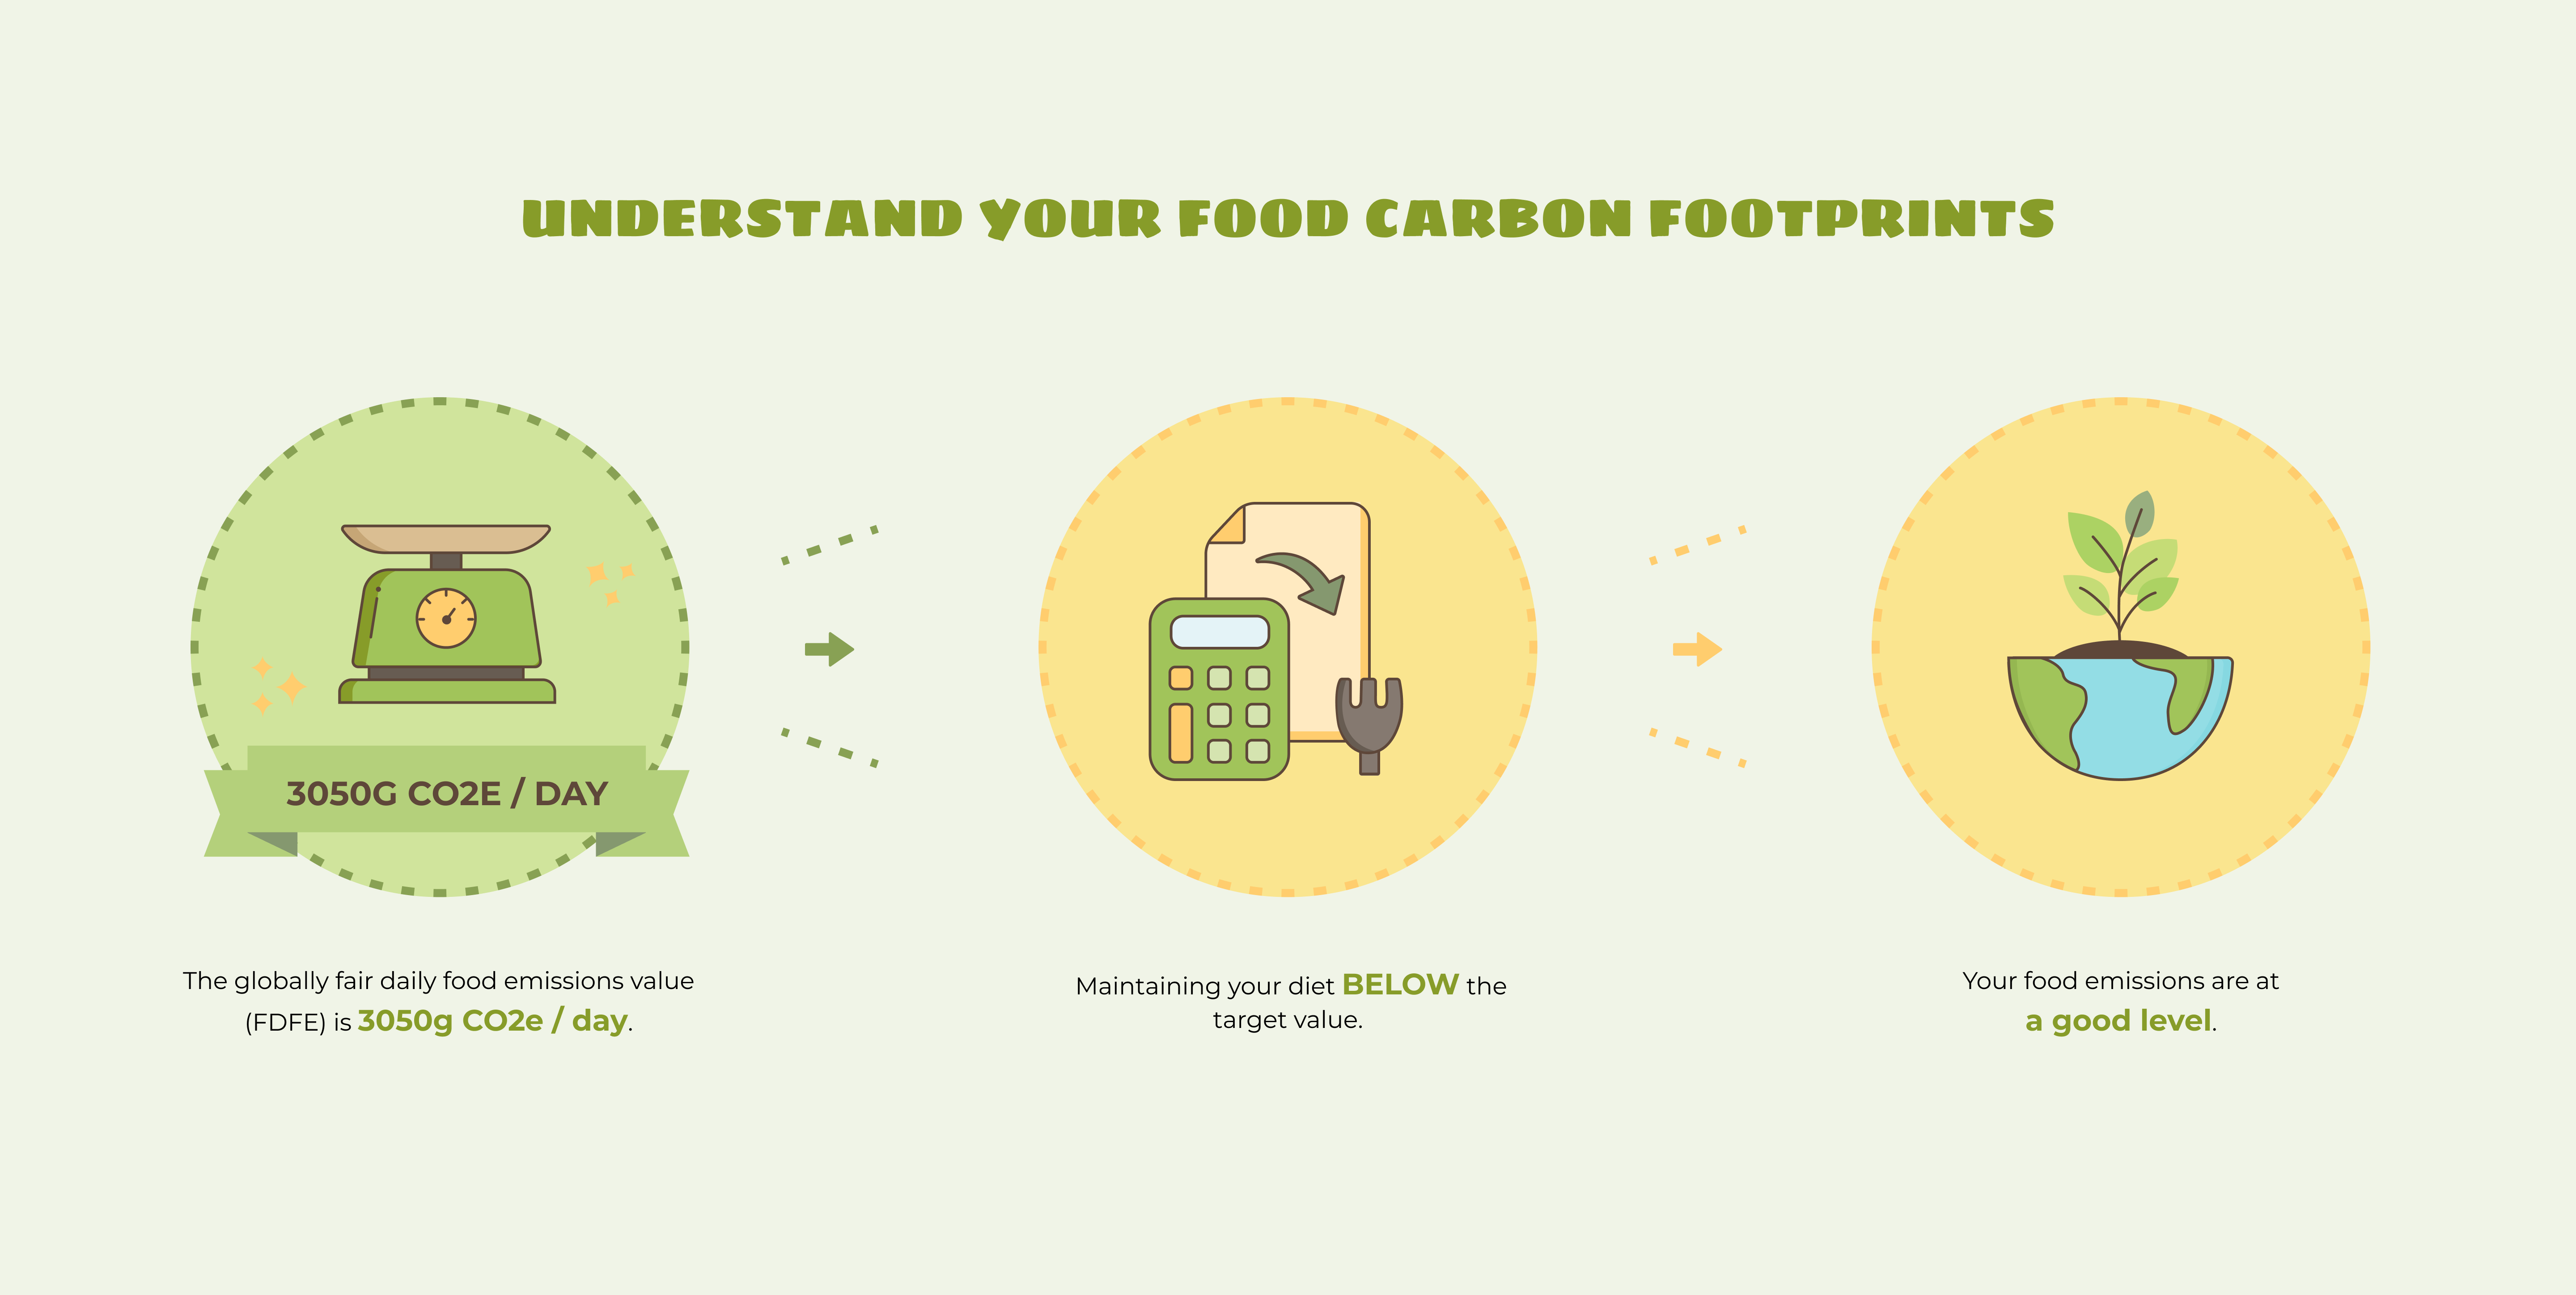 UNDERSTAND YOUR FOOD CARBON FOOTPRINTS
3050G CO2E / DAY
The globally fair daily food emissions value
(FDFE) is 3050g CO2e / day.
Maintaining your diet BELOW the
target value.
Your food emissions are at
a good level.